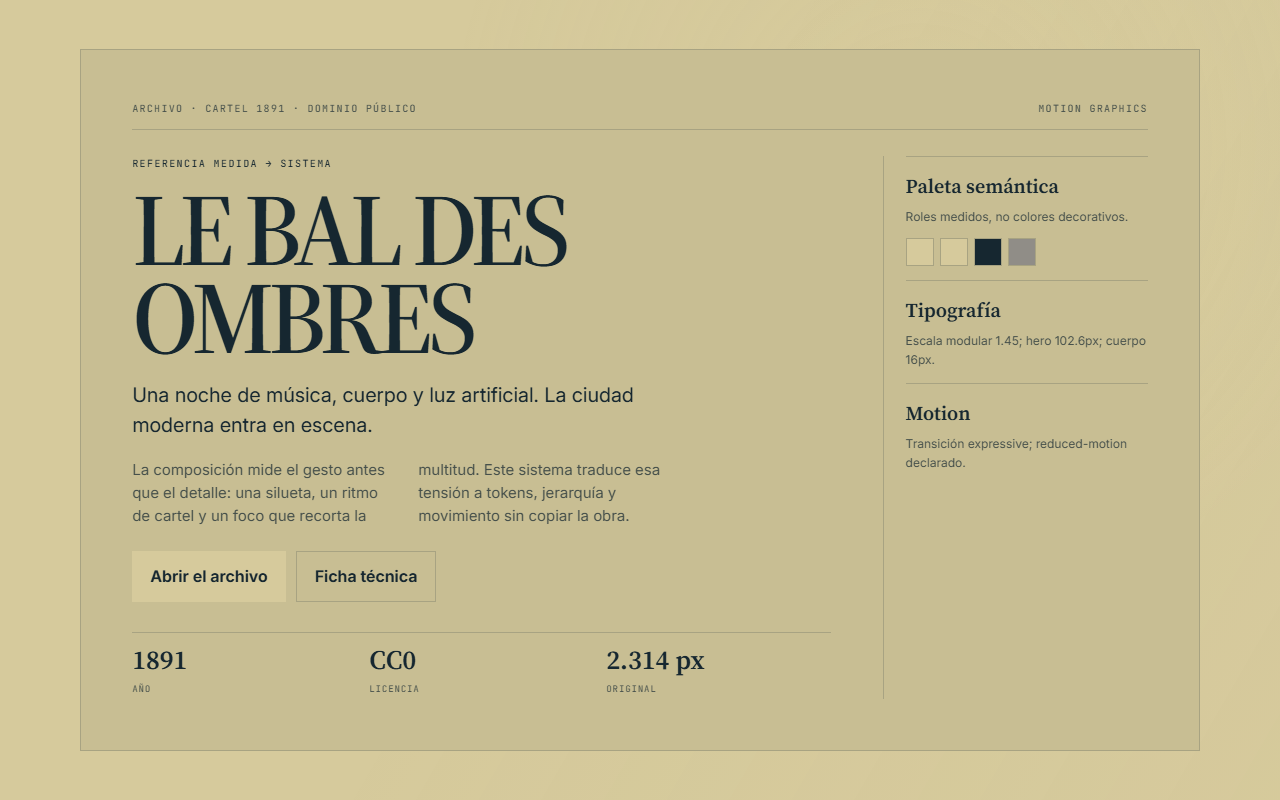 ARCHIVO · CARTEL 1891 · DOMINIO PÚBLICO
MOTION GRAPHICS
REFERENCIA MEDIDA → SISTEMA
LE BAL DES
OMBRES
Una noche de música, cuerpo y luz artificial. La ciudad
moderna entra en escena.
La composición mide el gesto antes
que el detalle: una silueta, un ritmo
de cartel y un foco que recorta la
multitud. Este sistema traduce esa
tensión a tokens, jerarquía y
movimiento sin copiar la obra.
Abrir el archivo
Ficha técnica
1891
AÑO
CC0
LICENCIA
2.314 px
ORIGINAL
Paleta semántica
Roles medidos, no colores decorativos.
Tipografía
Escala modular 1.45; hero 102.6px; cuerpo
16px.
Motion
Transición expressive; reduced-motion
declarado.